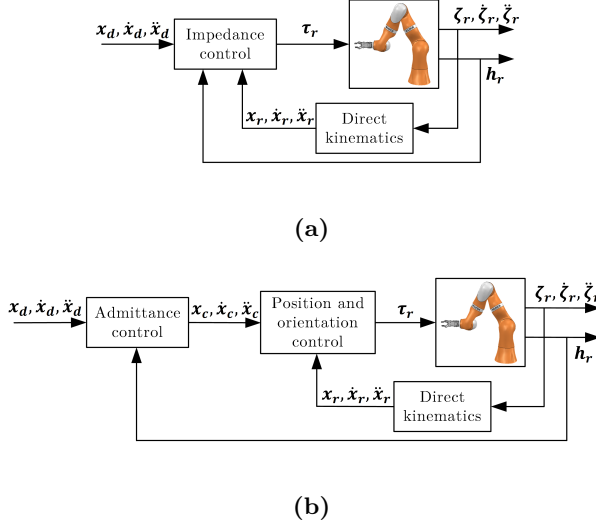 𝒙_d, ẋ_d, ẍ_d
Impedance
control
τ_r
ζ_r, ζ̇_r, ζ̈_r
h_r
x_r, ẋ_r, ẍ_r
Direct
kinematics
(a)
x_d, ẋ_d, ẍ_d
Admittance
control
x_c, ẋ_c, ẍ_c
Position and
orientation
control
τ_r
ζ_r, ζ̇_r, ζ̈_r
h_r
x_r, ẋ_r, ẍ_r
Direct
kinematics
(b)